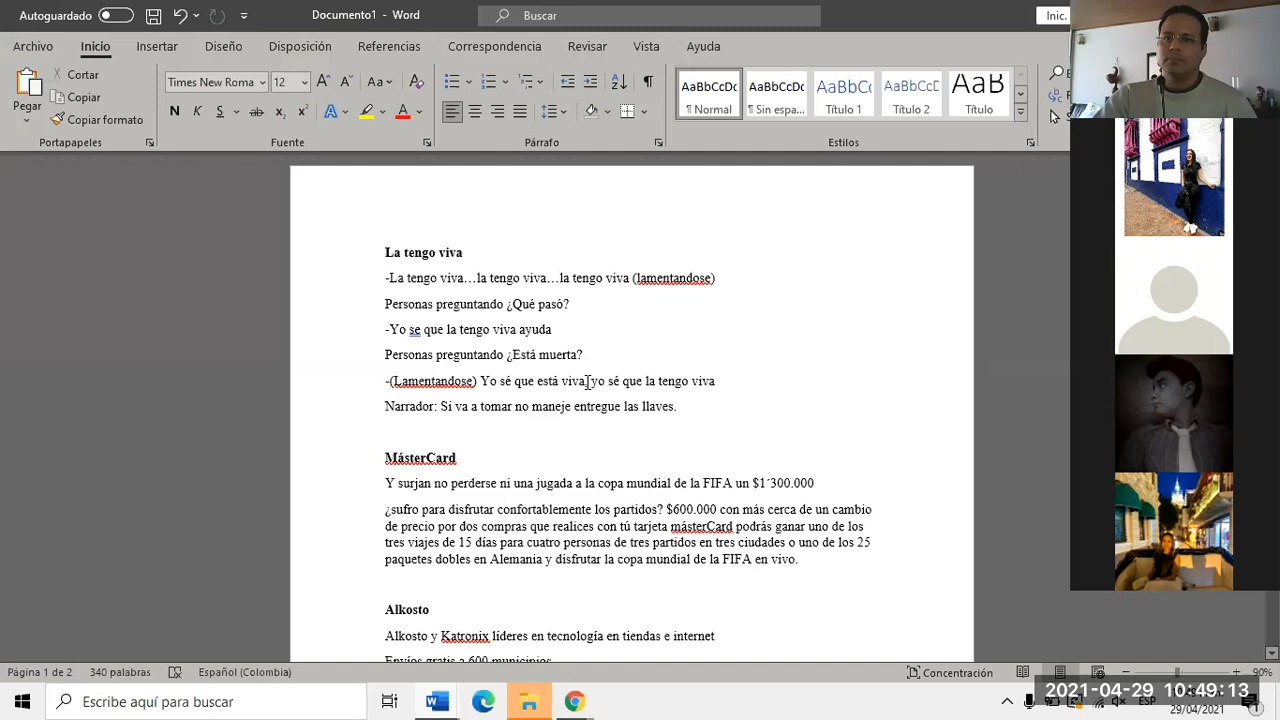 Autoguardado
Documento1 - Word
Buscar
Inic.
Archivo
Inicio
Insertar
Diseño
Disposición
Referencias
Correspondencia
Revisar
Vista
Ayuda
Pegar
Cortar
Copiar
Copiar formato
Portapapeles
Times New Roma
12
Aa
N K S ab x₂ x²
Fuente
Párrafo
AaBbCcDc
¶ Normal
AaBbCcDc
¶ Sin espa...
AaBbCc
Título 1
AaBbCcD
Título 2
AaB
Título
Estilos
La tengo viva
-La tengo viva…la tengo viva…la tengo viva (lamentandose)
Personas preguntando ¿Qué pasó?
-Yo se que la tengo viva ayuda
Personas preguntando ¿Está muerta?
-(Lamentandose) Yo sé que está viva yo sé que la tengo viva
Narrador: Si va a tomar no maneje entregue las llaves.
MásterCard
Y surjan no perderse ni una jugada a la copa mundial de la FIFA un $1´300.000
¿sufro para disfrutar confortablemente los partidos? $600.000 con más cerca de un cambio
de precio por dos compras que realices con tú tarjeta másterCard podrás ganar uno de los
tres viajes de 15 días para cuatro personas de tres partidos en tres ciudades o uno de los 25
paquetes dobles en Alemania y disfrutar la copa mundial de la FIFA en vivo.
Alkosto
Alkosto y Katronix líderes en tecnología en tiendas e internet
Envíos gratis a 600 municipios
Página 1 de 2
340 palabras
Español (Colombia)
Concentración
90%
Escribe aquí para buscar
ESP
2021-04-29 10:49:13
29/04/2021